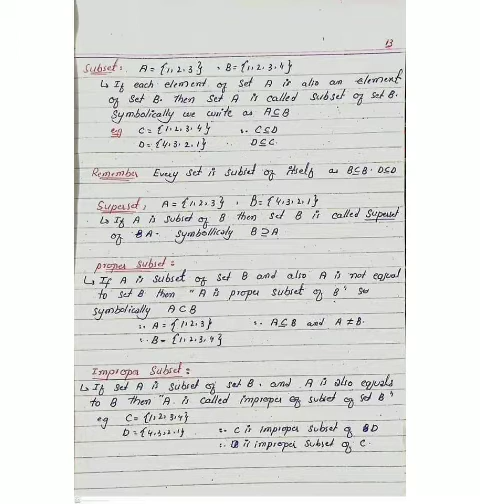 13
Subset: A = {1, 2, 3} , B = {1, 2, 3, 4}
↳ If each element of set A is also an element
of set B. then set A is called subset of set B.
Symbolically we write as A⊆B
eg C = {1, 2, 3, 4} ∴ C⊆D
D = {4, 3, 2, 1} D⊆C.
Remember Every set is subset of itself as B⊆B . D⊆D
Superset: A = {1, 2, 3} , B = {4, 3, 2, 1}
↳ If A is subset of B then set B is called superset
of A. symbollicaly B⊇A
proper subset:
↳ If A is subset of set B and also A is not eqaul
to set B then "A is proper subset of B" so
symbolically A⊂B
∴ A = {1, 2, 3} ∴ A⊆B and A≠B.
∴ B = {1, 2, 3, 4}
Improper Subset:
↳ If set A is subset of set B. and A is also eqyals
to B then "A is called improper subset of set B"
eg C = {1, 2, 3, 4}
D = {4, 3, 2, 1} ∴ C is improper subset of D
∴ D is improper subset of C.